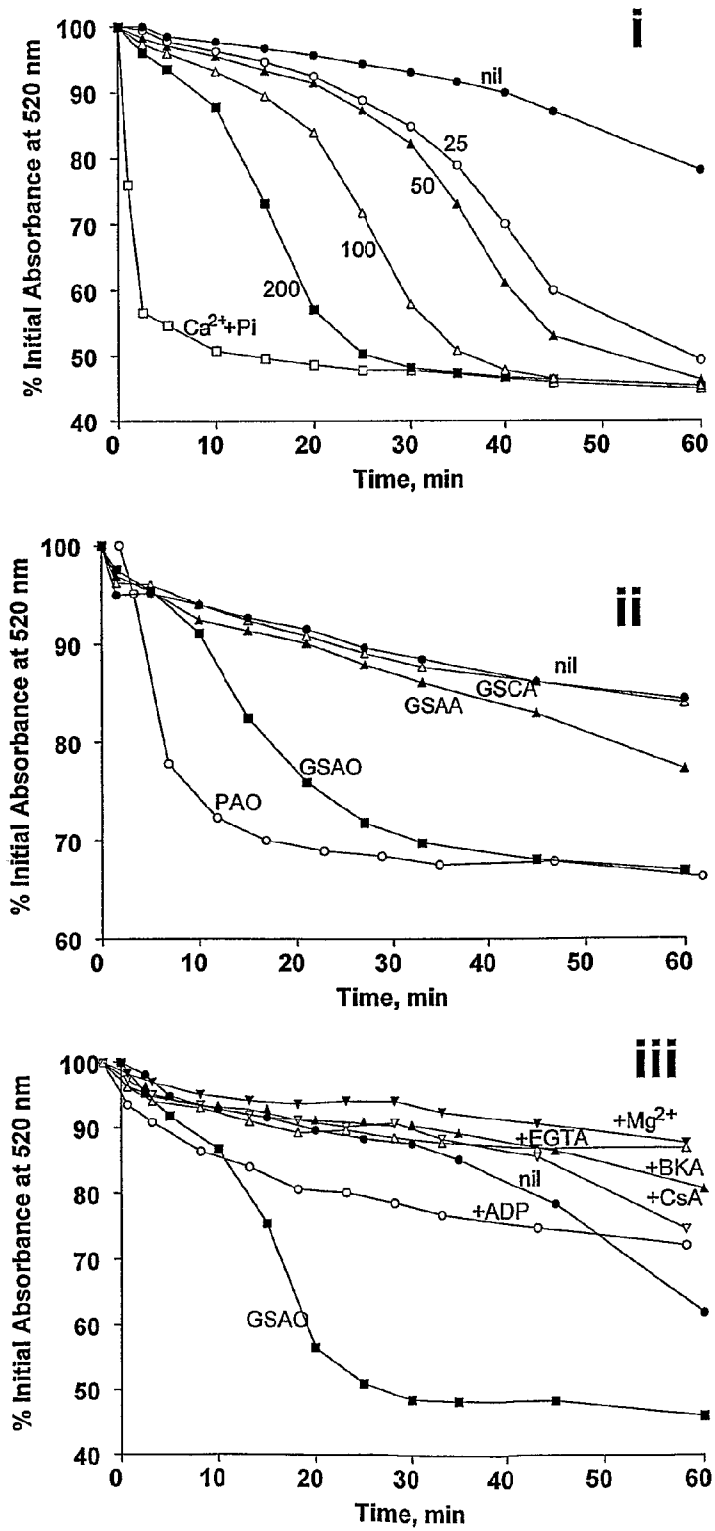 i
% Initial Absorbance at 520 nm
100
90
80
70
60
50
40
nil
25
50
100
200
Ca2++Pi
0 10 20 30 40 50 60
Time, min
ii
% Initial Absorbance at 520 nm
100
90
80
70
60
nil
GSCA
GSAA
GSAO
PAO
0 10 20 30 40 50 60
Time, min
iii
% Initial Absorbance at 520 nm
100
90
80
70
60
50
40
+Mg2+
+EGTA
+BKA
nil
+CsA
+ADP
GSAO
0 10 20 30 40 50 60
Time, min